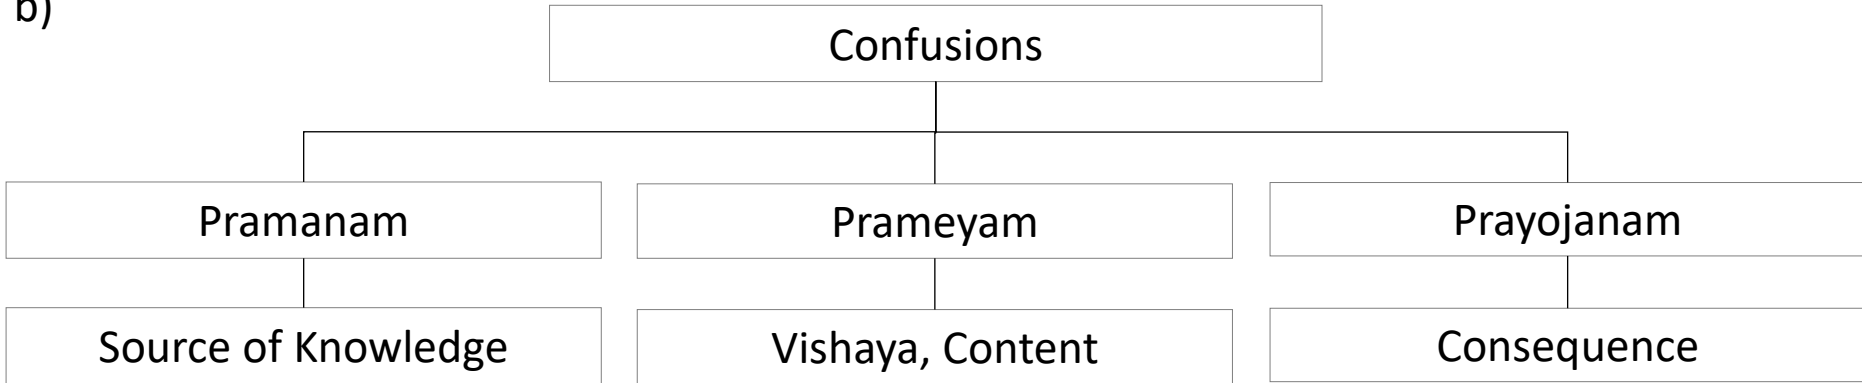 b)
Confusions
Pramanam
Prameyam
Prayojanam
Source of Knowledge
Vishaya, Content
Consequence